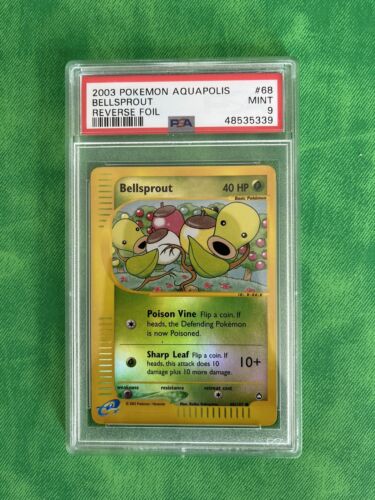 2003 POKEMON AQUAPOLIS #68
BELLSPROUT MINT
REVERSE FOIL PSA 9
48535339
Bellsprout 40 HP
Basic Pokémon
Poison Vine Flip a coin. If
heads, the Defending Pokémon
is now Poisoned.
Sharp Leaf Flip a coin. If 10+
heads, this attack does 10
damage plus 10 more damage.
weakness resistance retreat cost